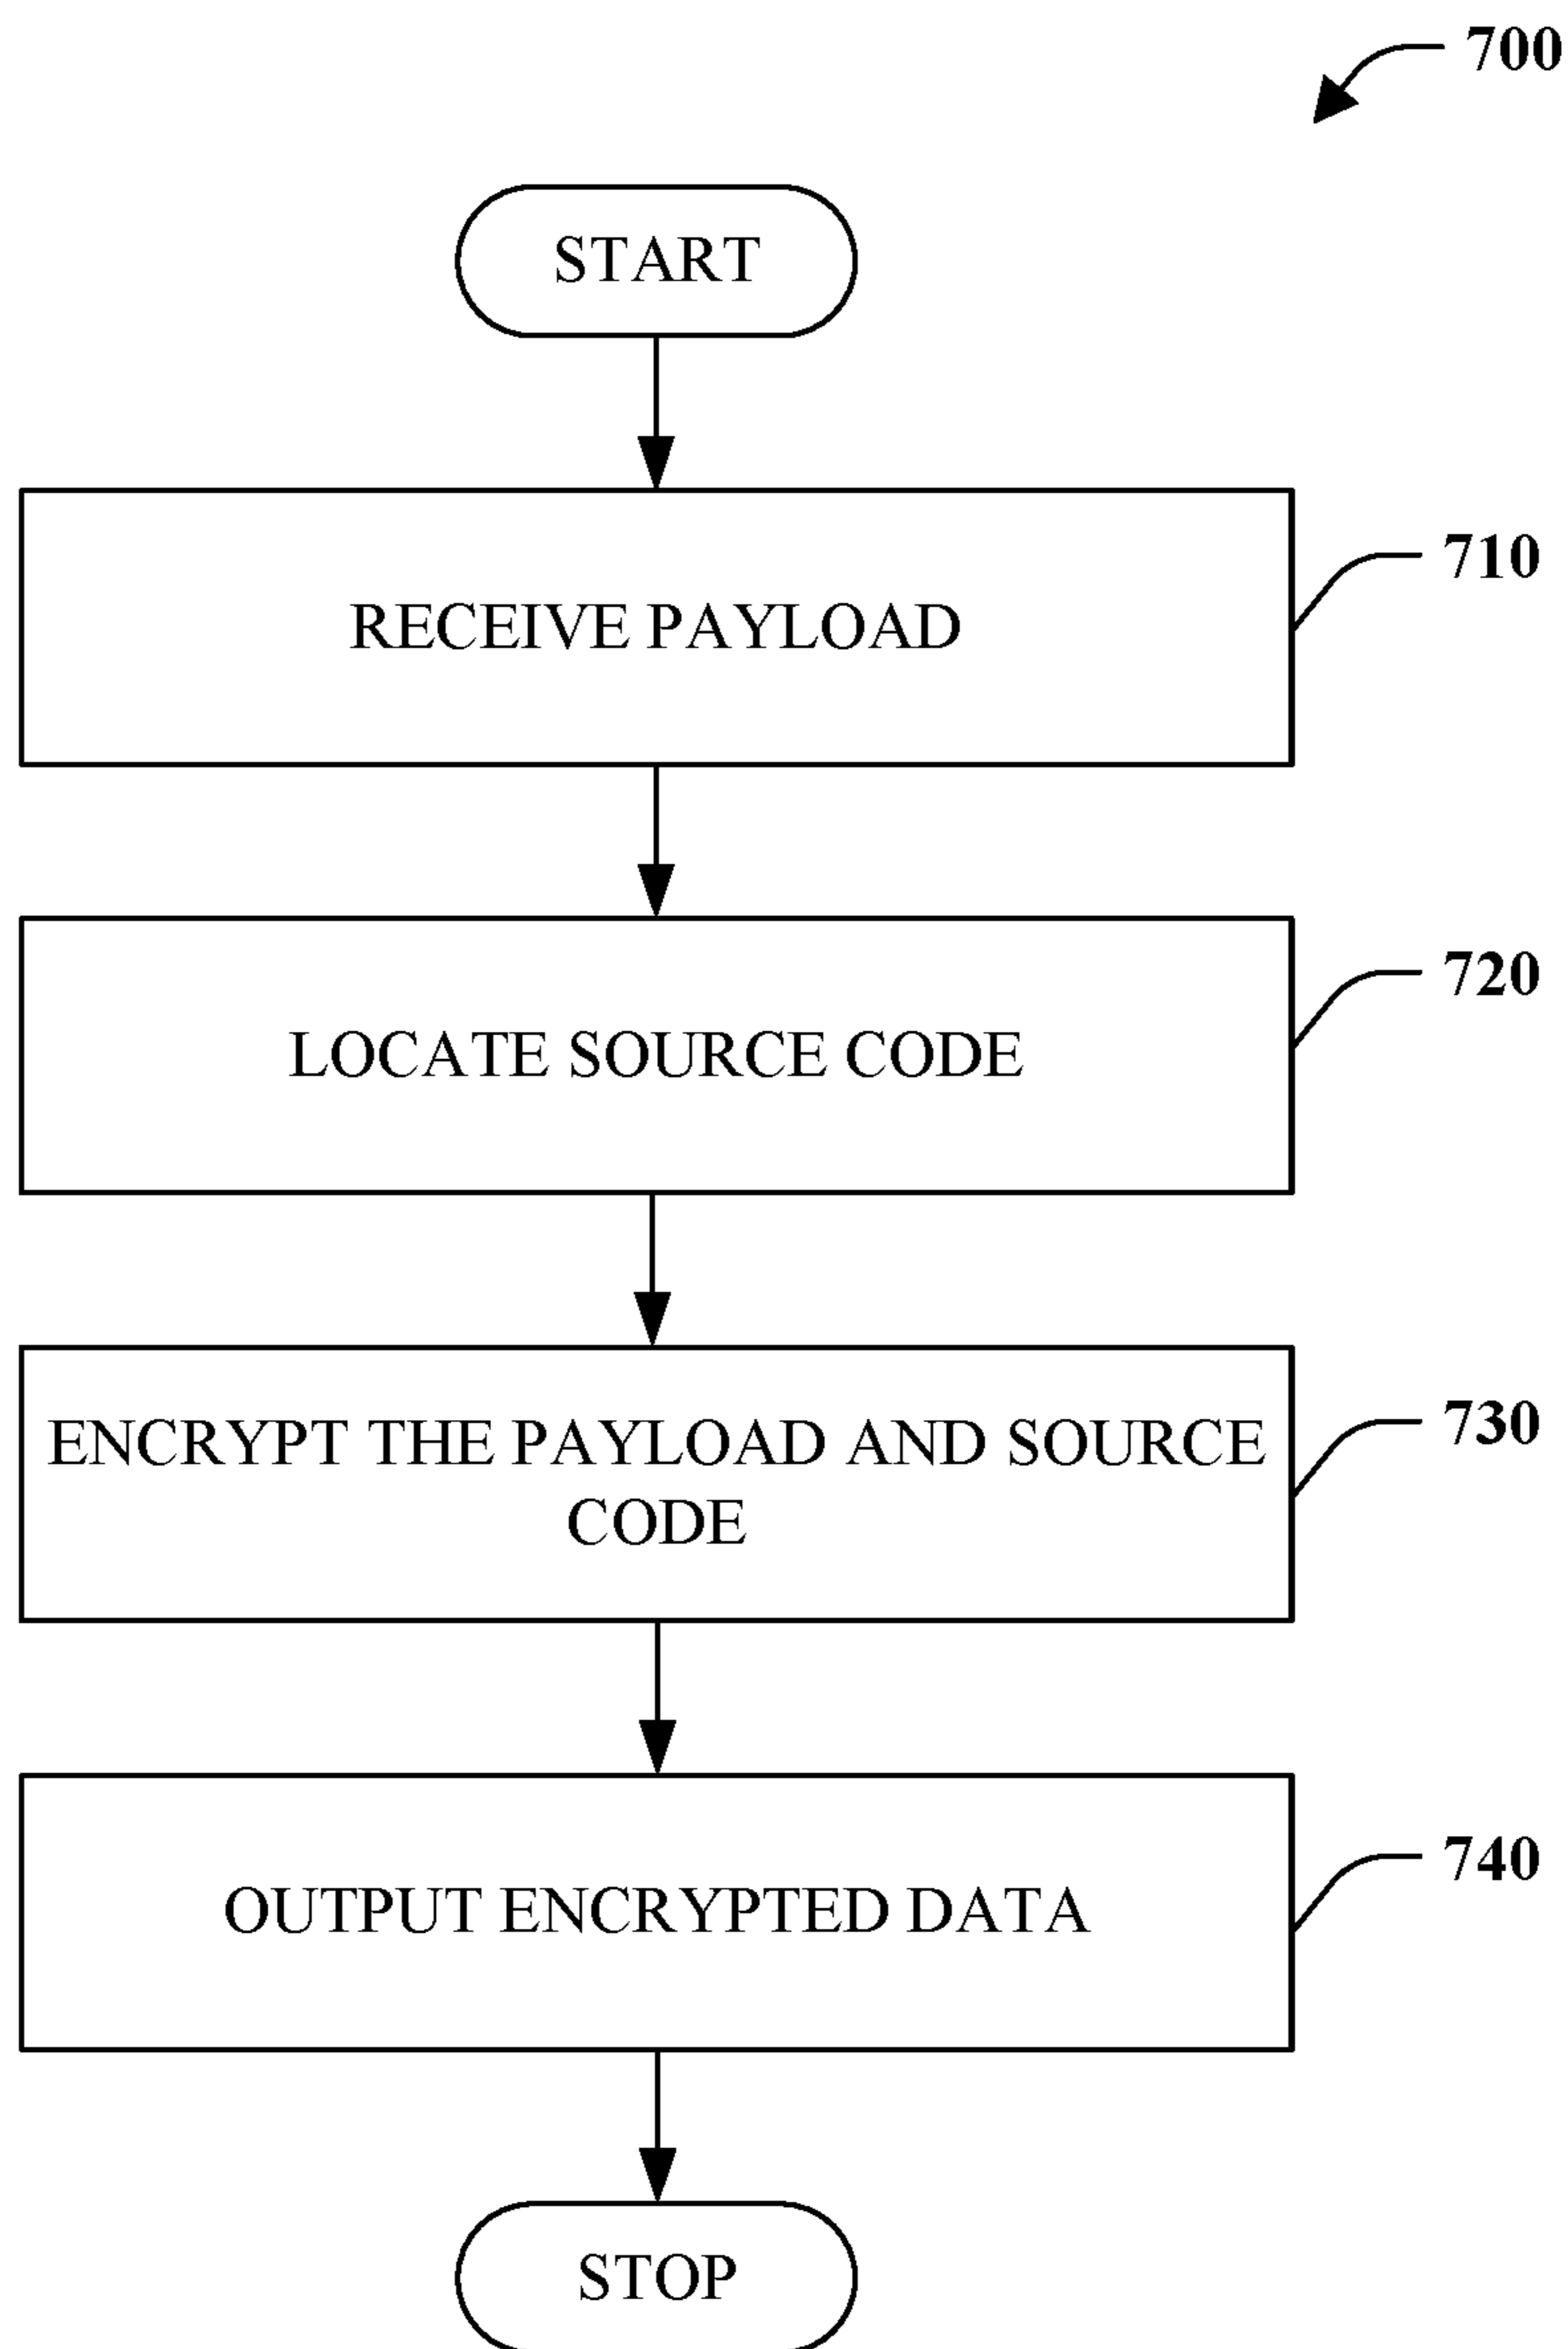 700
START
RECEIVE PAYLOAD
710
LOCATE SOURCE CODE
720
ENCRYPT THE PAYLOAD AND SOURCE
CODE
730
OUTPUT ENCRYPTED DATA
740
STOP